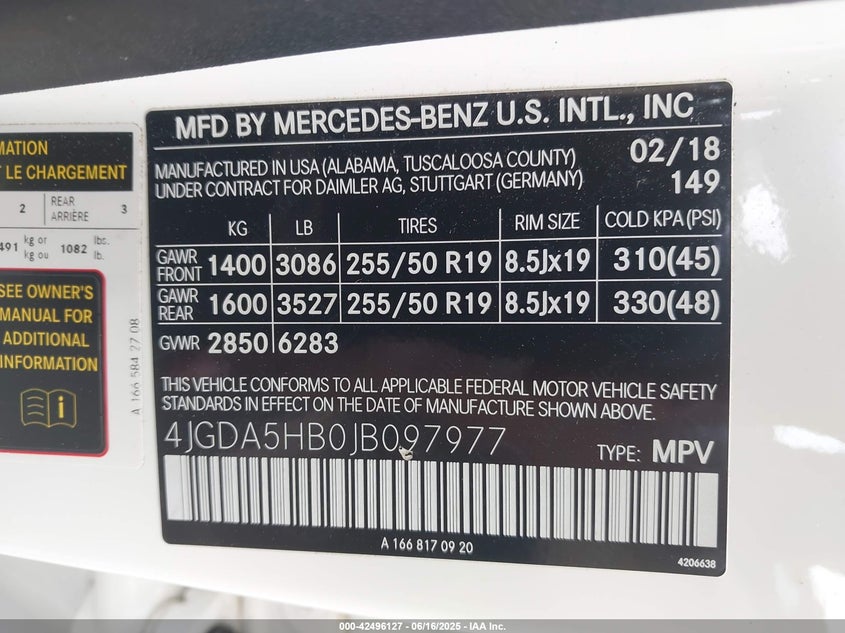 MATION
T LE CHARGEMENT
2 REAR ARRIÈRE 3
491 kg or kg ou 1082 lbs. lb.
SEE OWNER'S
MANUAL FOR
ADDITIONAL
INFORMATION
i
A 166 584 27 08
MFD BY MERCEDES-BENZ U.S. INTL., INC
MANUFACTURED IN USA (ALABAMA, TUSCALOOSA COUNTY) 02/18
UNDER CONTRACT FOR DAIMLER AG, STUTTGART (GERMANY) 149
KG LB TIRES RIM SIZE COLD KPA(PSI)
GAWR FRONT 1400 3086 255/50 R19 8.5Jx19 310(45)
GAWR REAR 1600 3527 255/50 R19 8.5Jx19 330(48)
GVWR 2850 6283
THIS VEHICLE CONFORMS TO ALL APPLICABLE FEDERAL MOTOR VEHICLE SAFETY
STANDARDS IN EFFECT ON THE DATE OF MANUFACTURE SHOWN ABOVE.
4JGDA5HB0JB097977 TYPE: MPV
A 166 817 09 20
4206638
000-42496127 - 06/16/2025 - IAA Inc.